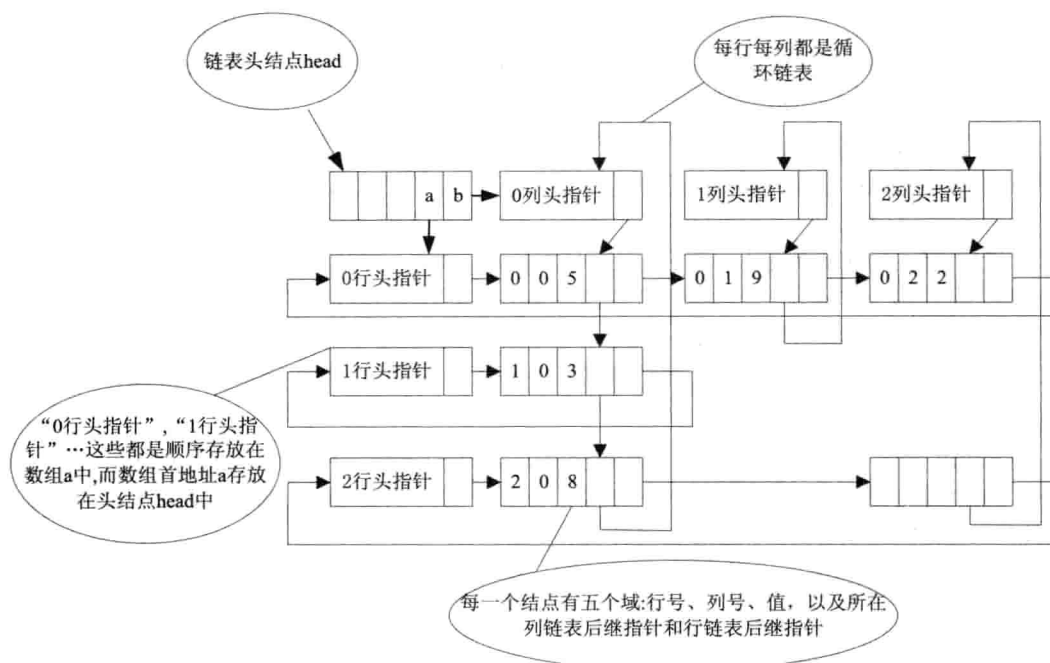 链表头结点head
每行每列都是循
环链表
a b
0列头指针
1列头指针
2列头指针
0行头指针
0 0 5
0 1 9
0 2 2
1行头指针
1 0 3
“0行头指针”,“1行头指
针”…这些都是顺序存放在
数组a中,而数组首地址a存放
在头结点head中
2行头指针
2 0 8
每一个结点有五个域:行号、列号、值，以及所在
列链表后继指针和行链表后继指针